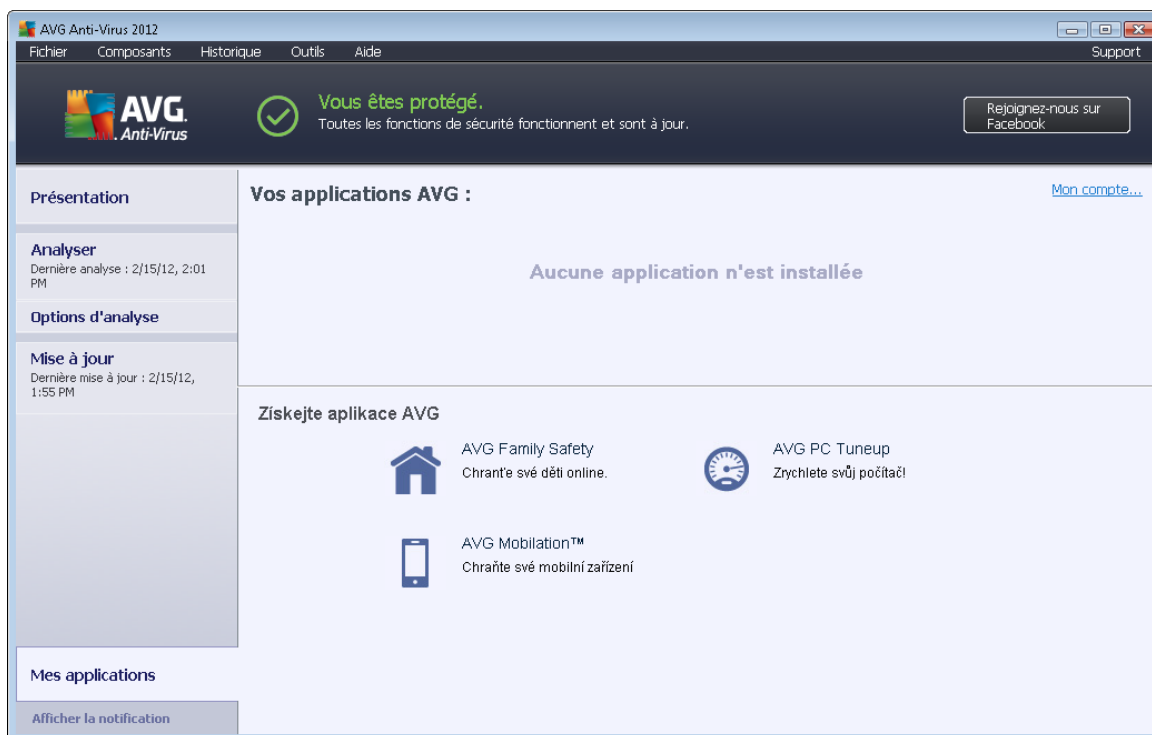 AVG Anti-Virus 2012
Fichier Composants Historique Outils Aide Support
AVG.
Anti-Virus
Vous êtes protégé.
Toutes les fonctions de sécurité fonctionnent et sont à jour.
Rejoignez-nous sur
Facebook
Présentation
Analyser
Dernière analyse : 2/15/12, 2:01
PM
Options d'analyse
Mise à jour
Dernière mise à jour : 2/15/12,
1:55 PM
Mes applications
Afficher la notification
Vos applications AVG :
Mon compte...
Aucune application n'est installée
Získejte aplikace AVG
AVG Family Safety
Chraňte své děti online.
AVG PC Tuneup
Zrychlete svůj počítač!
AVG Mobilation™
Chraňte své mobilní zařízení